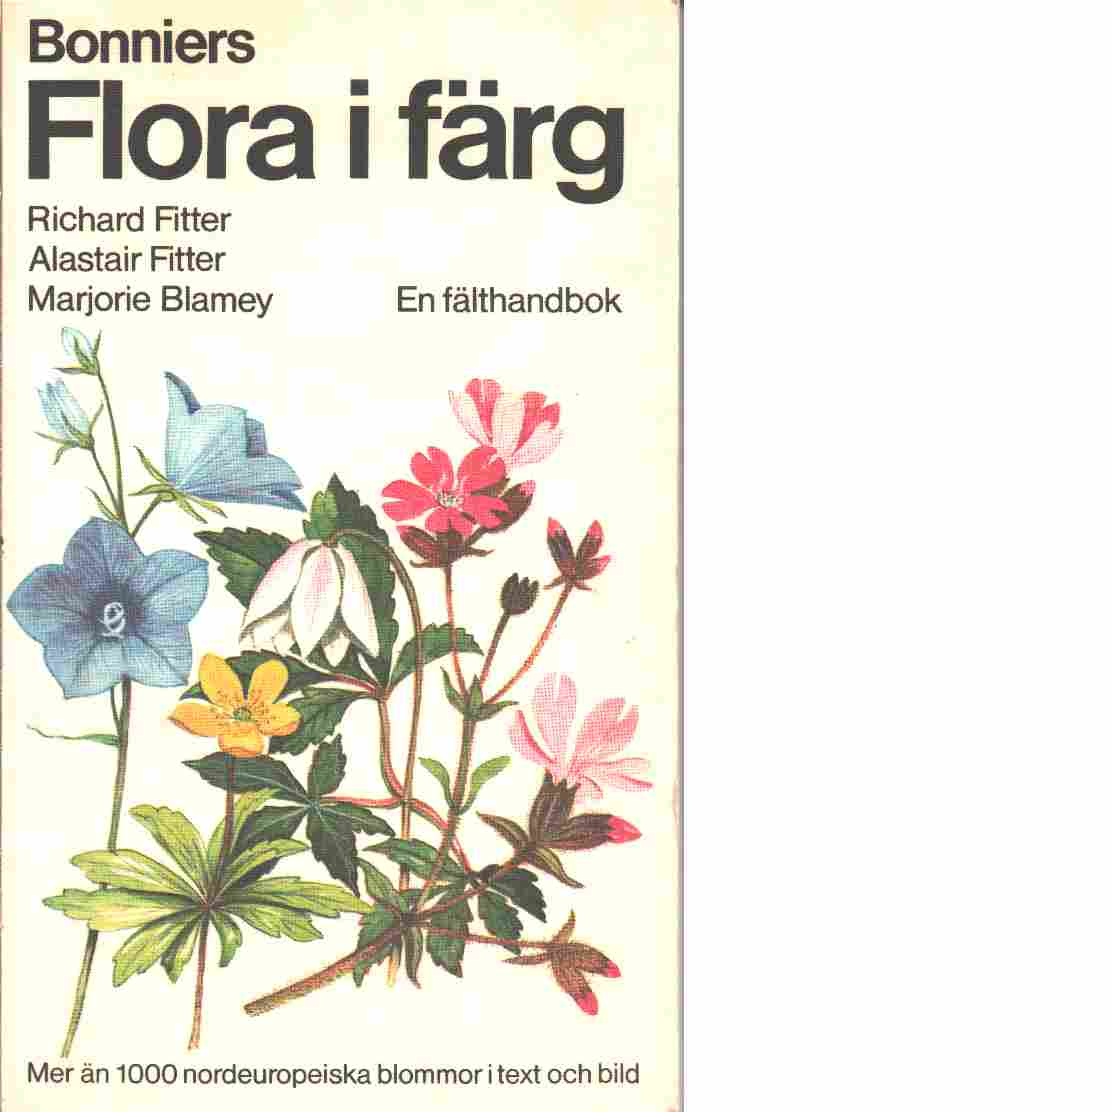 Bonniers
Flora i färg
Richard Fitter
Alastair Fitter
Marjorie Blamey
En fälthandbok
Mer än 1000 nordeuropeiska blommor i text och bild